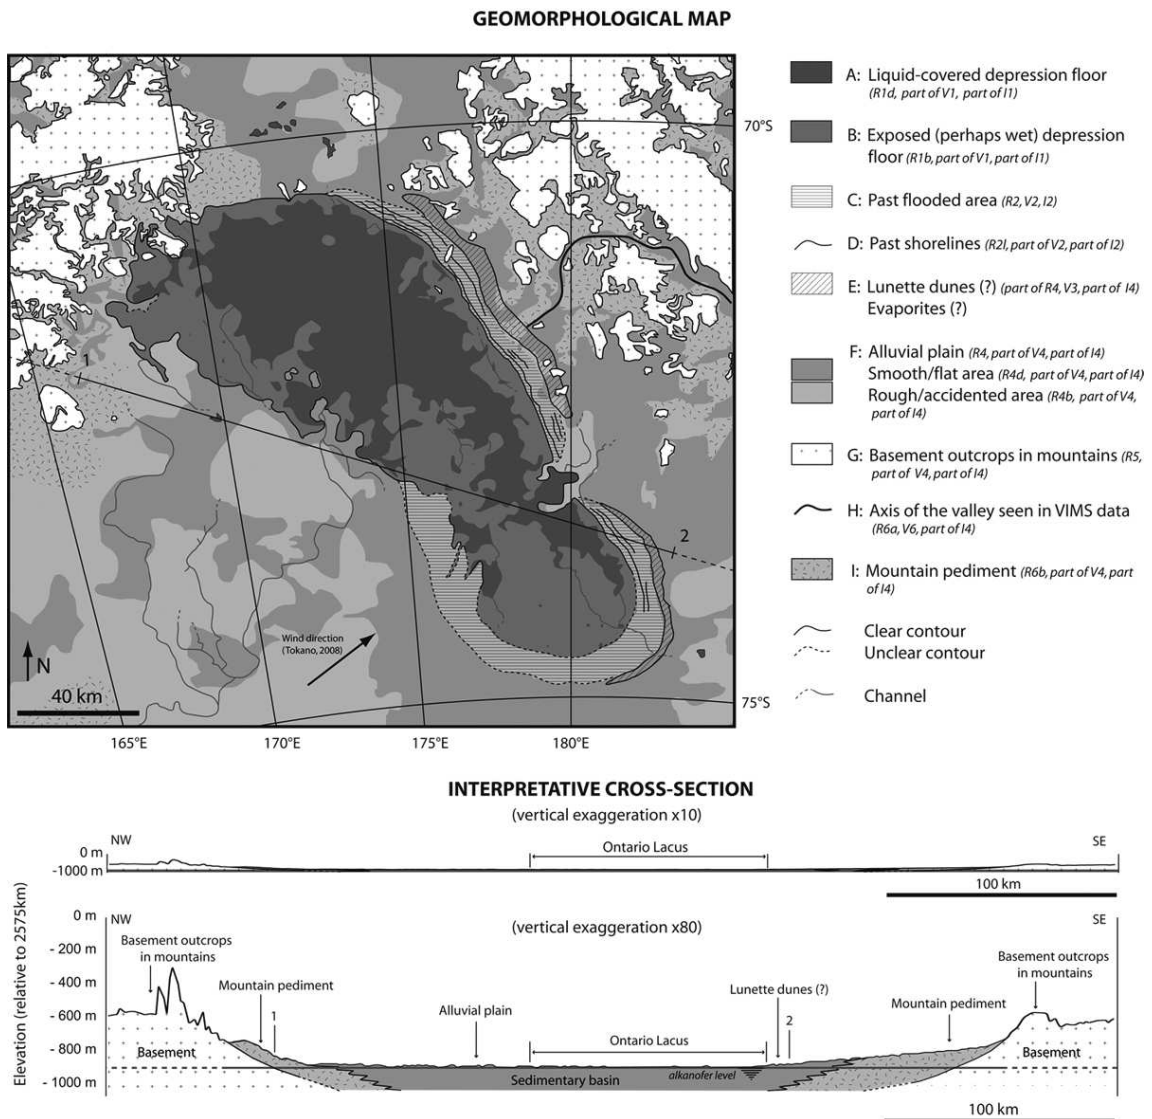 GEOMORPHOLOGICAL MAP
1
2
Wind direction
(Tokano, 2008)
N
40 km
70°S
75°S
165°E
170°E
175°E
180°E
A: Liquid-covered depression floor
(R1d, part of V1, part of I1)
B: Exposed (perhaps wet) depression
floor (R1b, part of V1, part of I1)
C: Past flooded area (R2, V2, I2)
D: Past shorelines (R2l, part of V2, part of I2)
E: Lunette dunes (?) (part of R4, V3, part of I4)
Evaporites (?)
F: Alluvial plain (R4, part of V4, part of I4)
Smooth/flat area (R4d, part of V4, part of I4)
Rough/accidented area (R4b, part of V4,
part of I4)
G: Basement outcrops in mountains (R5,
part of V4, part of I4)
H: Axis of the valley seen in VIMS data
(R6a, V6, part of I4)
I: Mountain pediment (R6b, part of V4, part
of I4)
Clear contour
Unclear contour
Channel
INTERPRETATIVE CROSS-SECTION
(vertical exaggeration x10)
NW
SE
0 m
-1000 m
Ontario Lacus
100 km
Elevation (relative to 2575km)
0 m
- 200 m
- 400 m
- 600 m
- 800 m
- 1000 m
NW
(vertical exaggeration x80)
SE
Basement outcrops
in mountains
Mountain pediment
1
Alluvial plain
Ontario Lacus
Lunette dunes (?)
2
Mountain pediment
Basement outcrops
in mountains
Basement
Sedimentary basin
alkanofer level
Basement
100 km